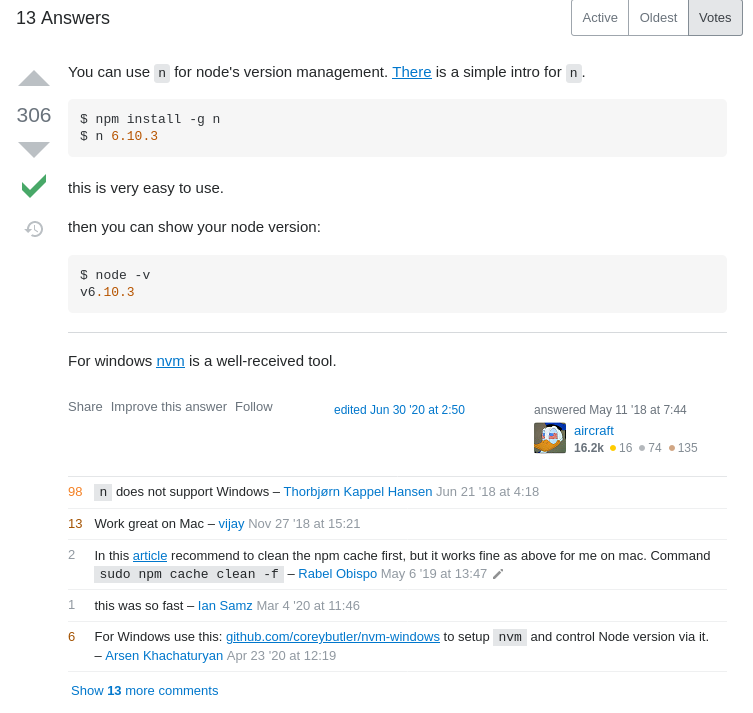 13 Answers
Active Oldest Votes
You can use n for node's version management. There is a simple intro for n.
306
$ npm install -g n
$ n 6.10.3
this is very easy to use.
then you can show your node version:
$ node -v
v6.10.3
For windows nvm is a well-received tool.
Share Improve this answer Follow
edited Jun 30 '20 at 2:50
answered May 11 '18 at 7:44
aircraft
16.2k 16 74 135
98 n does not support Windows – Thorbjørn Kappel Hansen Jun 21 '18 at 4:18
13 Work great on Mac – vijay Nov 27 '18 at 15:21
2 In this article recommend to clean the npm cache first, but it works fine as above for me on mac. Command
sudo npm cache clean -f – Rabel Obispo May 6 '19 at 13:47
1 this was so fast – Ian Samz Mar 4 '20 at 11:46
6 For Windows use this: github.com/coreybutler/nvm-windows to setup nvm and control Node version via it.
– Arsen Khachaturyan Apr 23 '20 at 12:19
Show 13 more comments